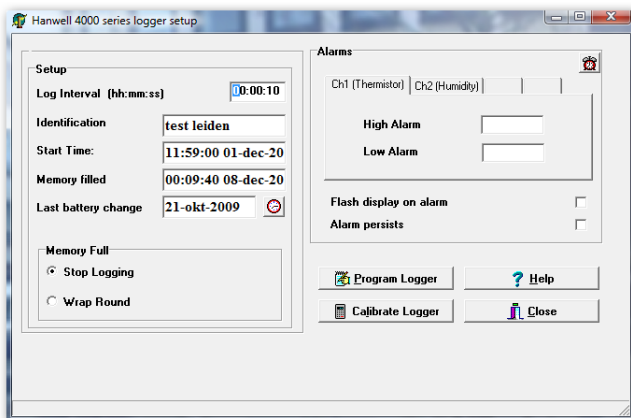 Hanwell 4000 series logger setup
Setup
Log Interval (hh:mm:ss) 00:00:10
Identification test leiden
Start Time: 11:59:00 01-dec-20
Memory filled 00:09:40 08-dec-20
Last battery change 21-okt-2009
Memory Full
Stop Logging
Wrap Round
Alarms
Ch1 (Thermistor) Ch2 (Humidity)
High Alarm
Low Alarm
Flash display on alarm
Alarm persists
Program Logger Help
Calibrate Logger Close